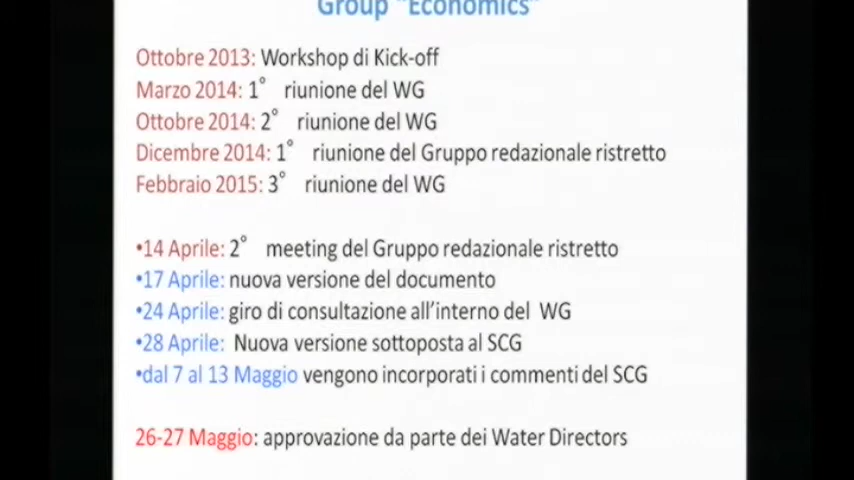 Group "Economics"
Ottobre 2013: Workshop di Kick-off
Marzo 2014: 1° riunione del WG
Ottobre 2014: 2° riunione del WG
Dicembre 2014: 1° riunione del Gruppo redazionale ristretto
Febbraio 2015: 3° riunione del WG
•14 Aprile: 2° meeting del Gruppo redazionale ristretto
•17 Aprile: nuova versione del documento
•24 Aprile: giro di consultazione all'interno del WG
•28 Aprile: Nuova versione sottoposta al SCG
•dal 7 al 13 Maggio vengono incorporati i commenti del SCG
26-27 Maggio: approvazione da parte dei Water Directors